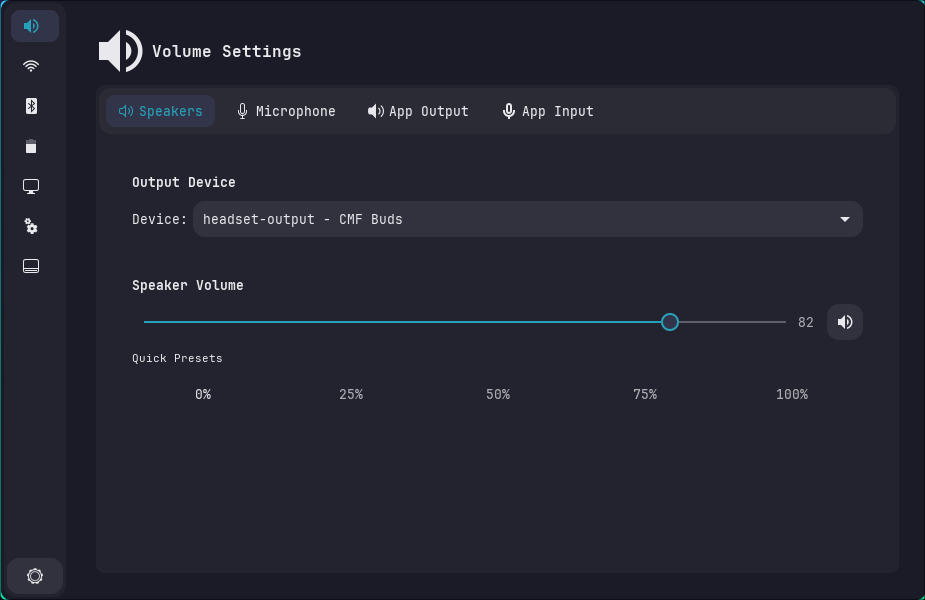 Volume Settings
Speakers Microphone App Output App Input
Output Device
Device: headset-output - CMF Buds
Speaker Volume
82
Quick Presets
0% 25% 50% 75% 100%